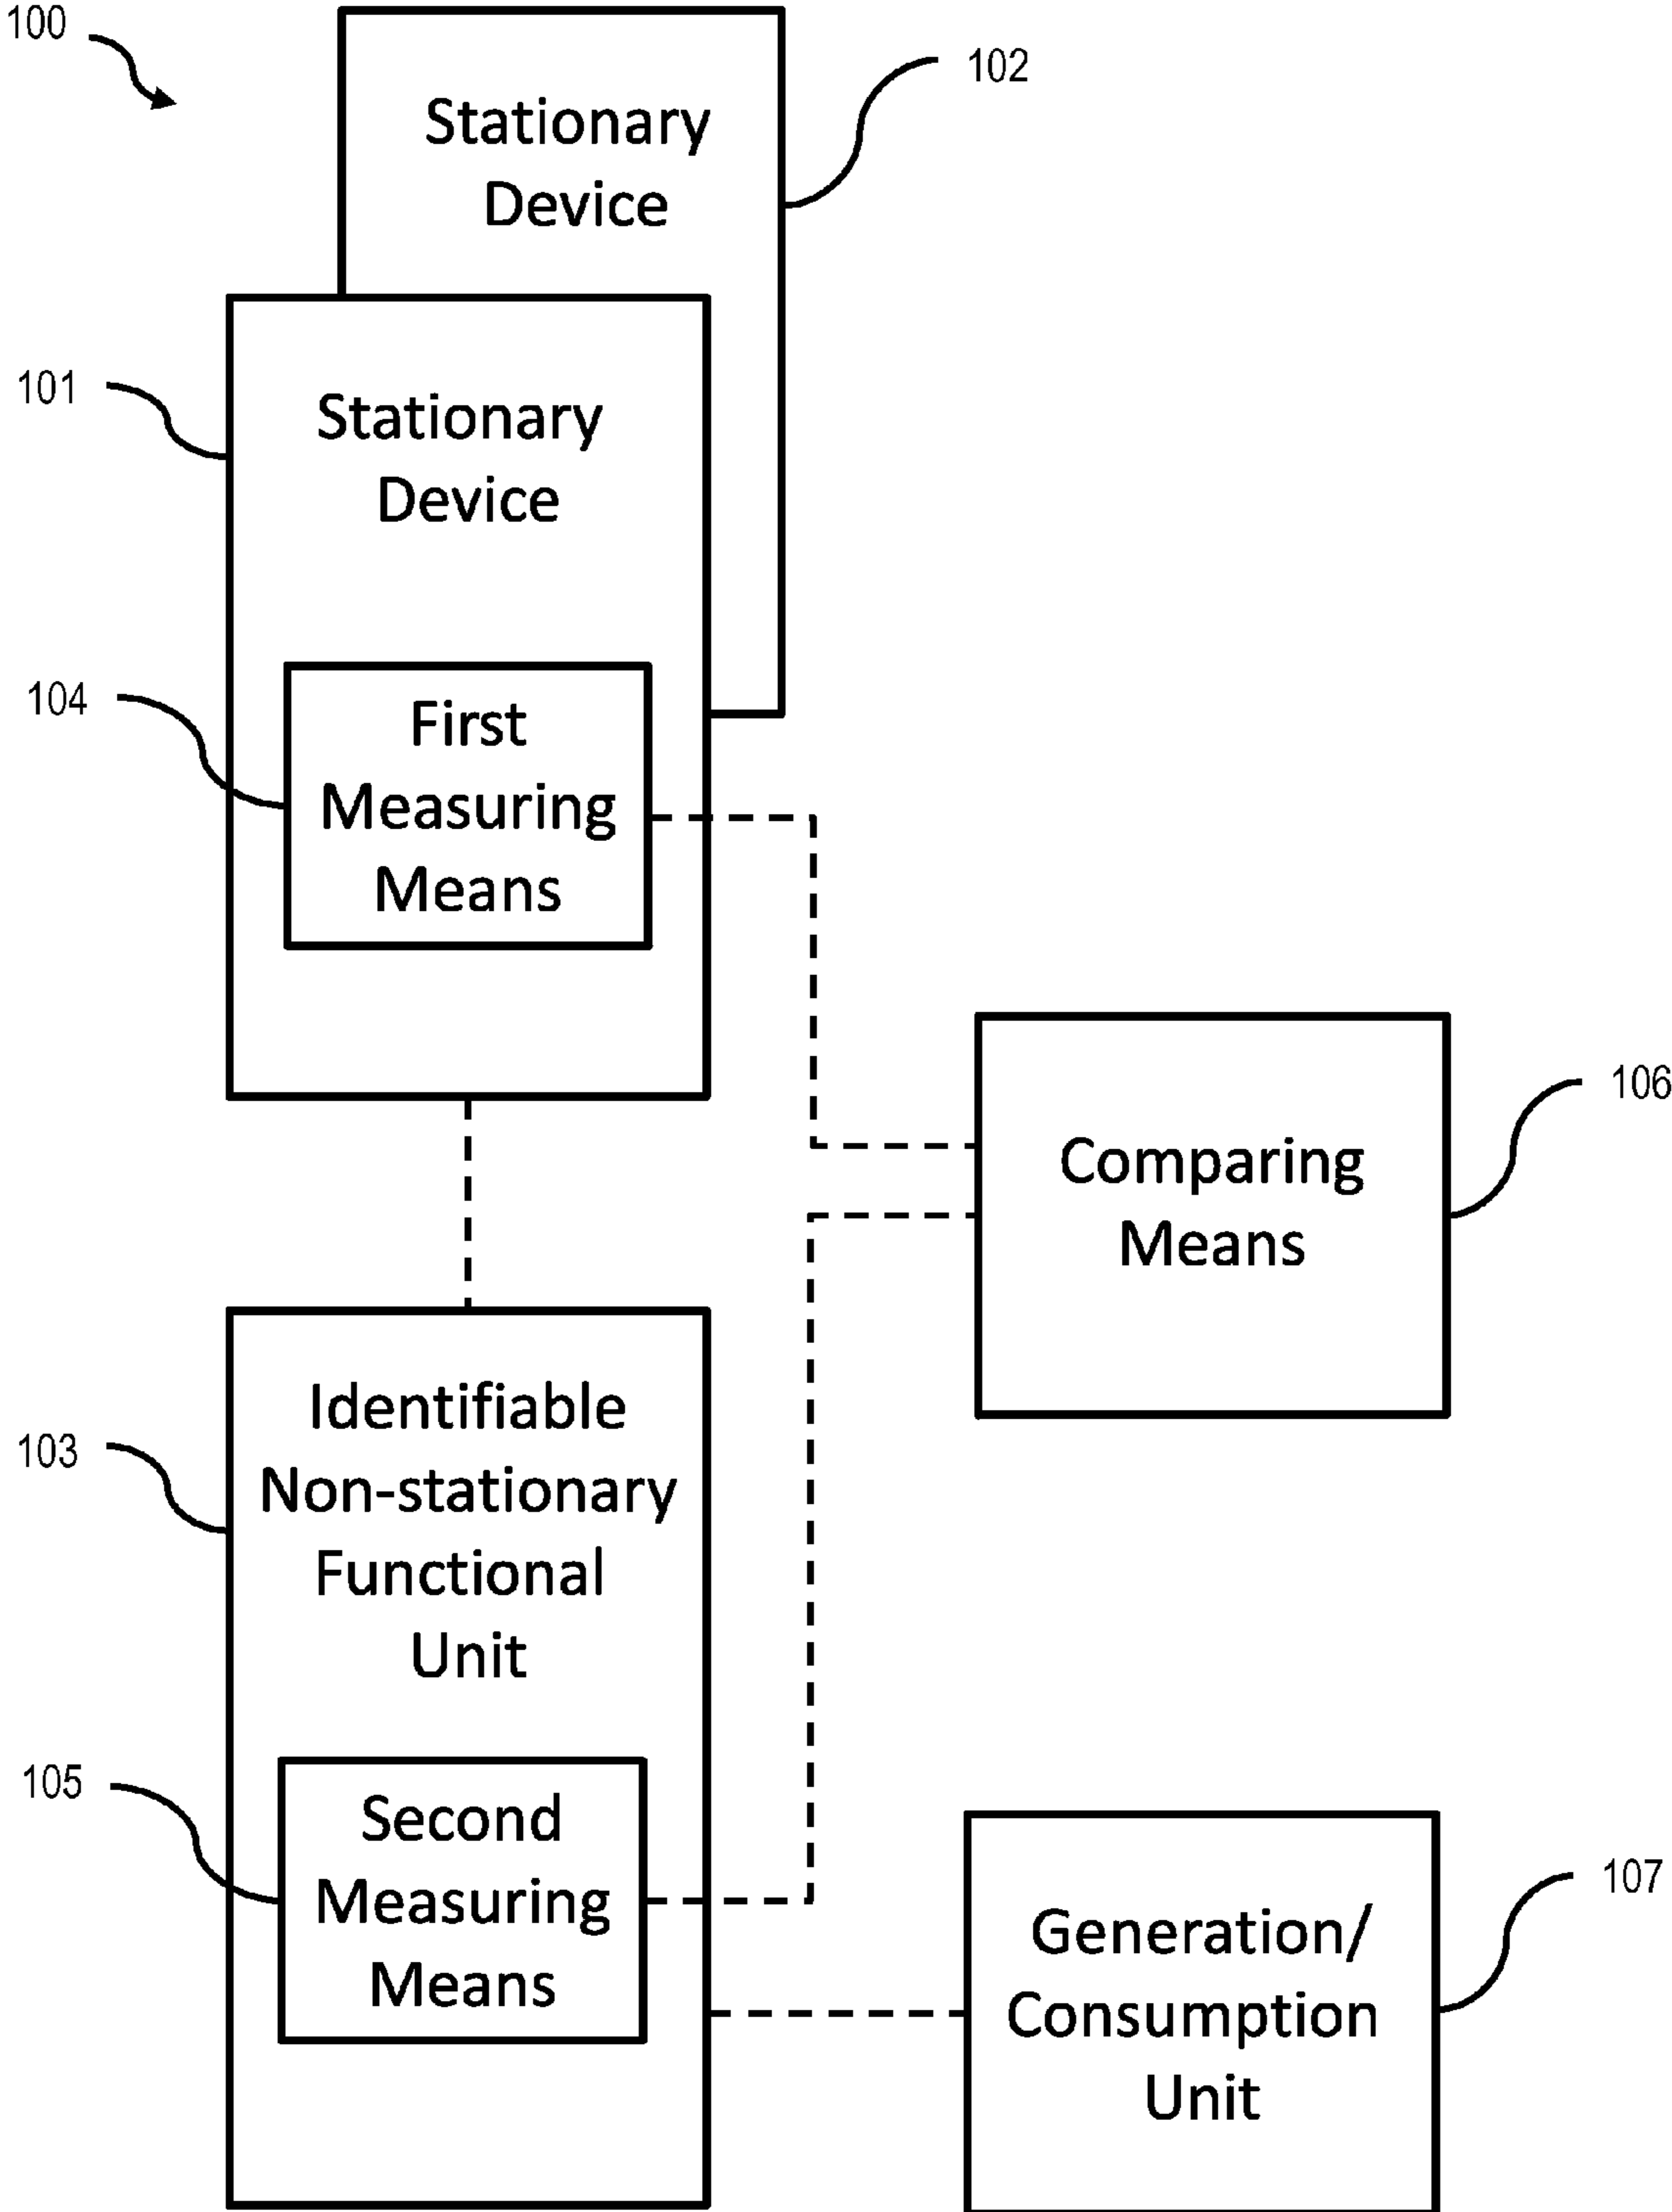 100
102
Stationary
Device
101
Stationary
Device
104
First
Measuring
Means
106
Comparing
Means
103
Identifiable
Non-stationary
Functional
Unit
105
Second
Measuring
Means
107
Generation/
Consumption
Unit